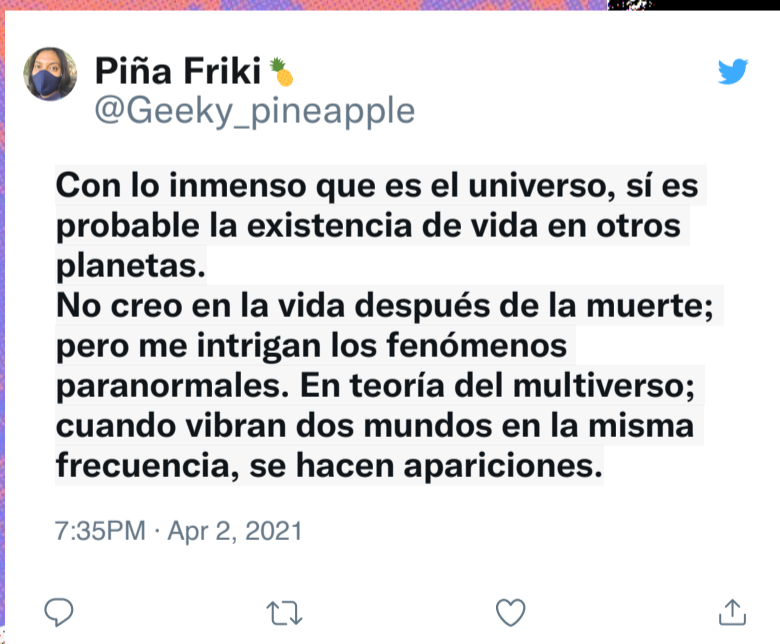 Piña Friki🍍
@Geeky_pineapple
Con lo inmenso que es el universo, sí es
probable la existencia de vida en otros
planetas.
No creo en la vida después de la muerte;
pero me intrigan los fenómenos
paranormales. En teoría del multiverso;
cuando vibran dos mundos en la misma
frecuencia, se hacen apariciones.
7:35PM · Apr 2, 2021